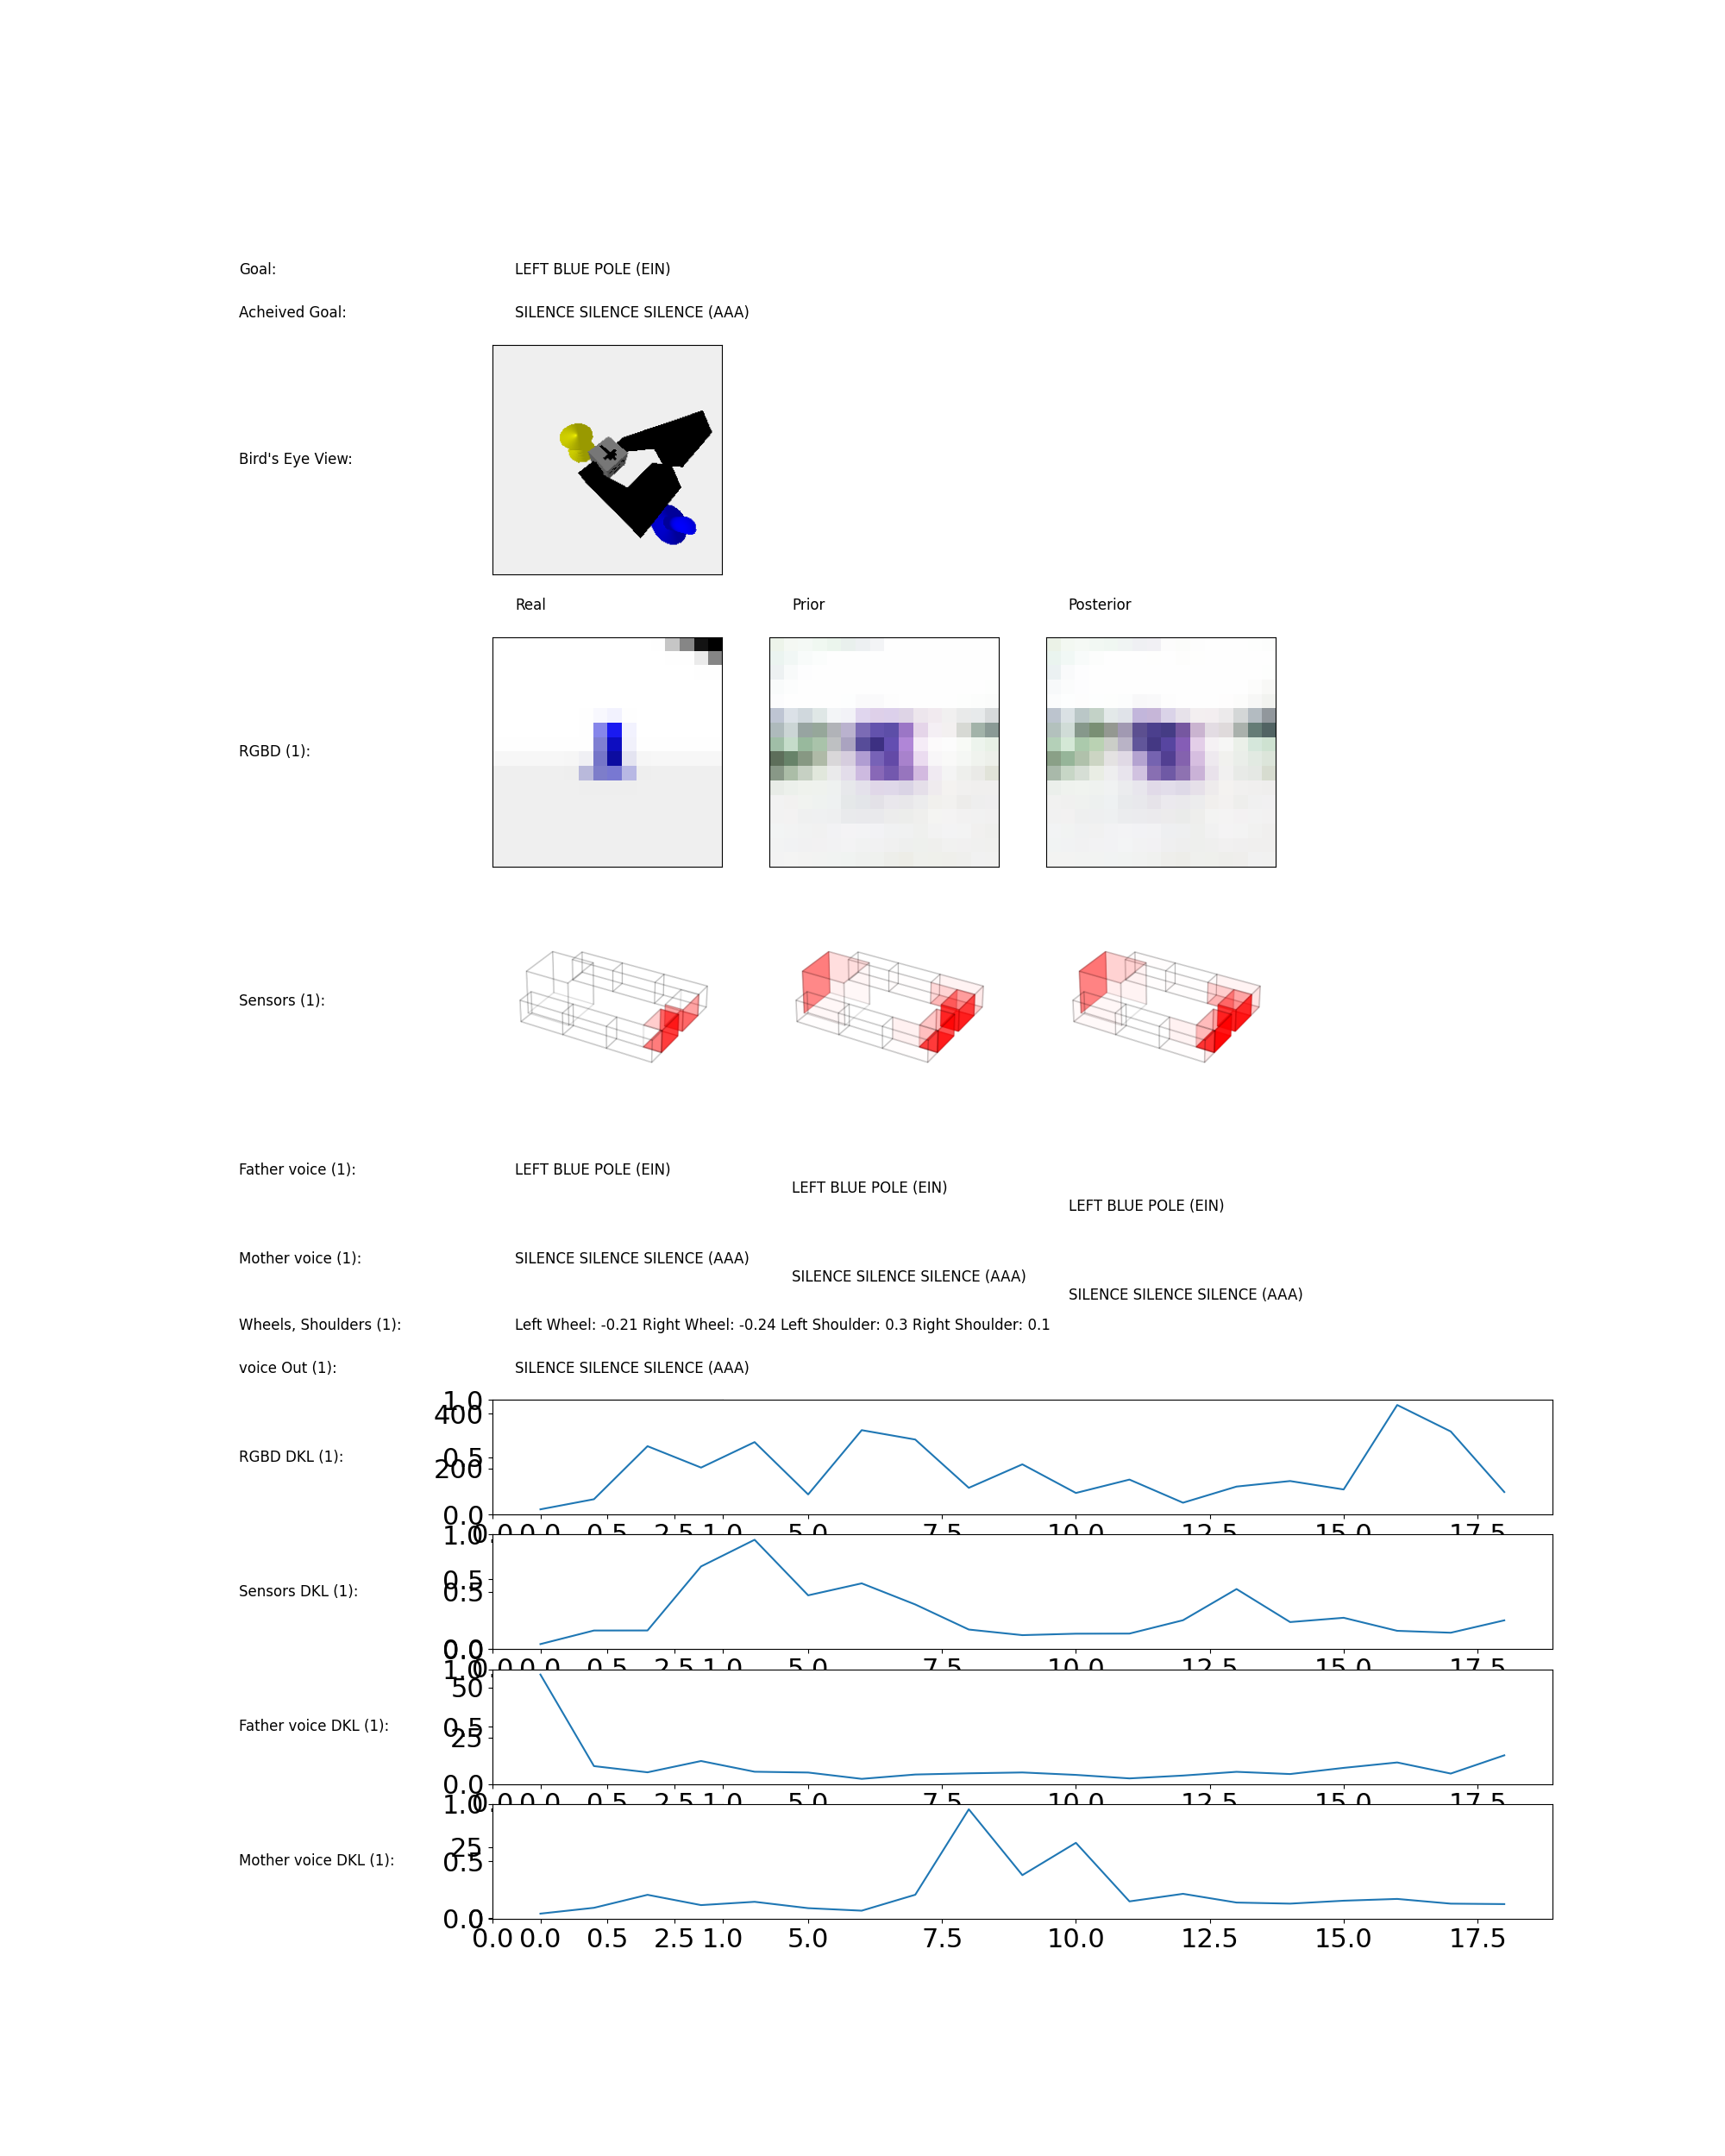 Goal: LEFT BLUE POLE (EIN)
Acheived Goal: SILENCE SILENCE SILENCE (AAA)
Bird's Eye View:
Real Prior Posterior
RGBD (1):
Sensors (1):
Father voice (1): LEFT BLUE POLE (EIN)
LEFT BLUE POLE (EIN)
LEFT BLUE POLE (EIN)
Mother voice (1): SILENCE SILENCE SILENCE (AAA)
SILENCE SILENCE SILENCE (AAA)
SILENCE SILENCE SILENCE (AAA)
Wheels, Shoulders (1): Left Wheel: -0.21 Right Wheel: -0.24 Left Shoulder: 0.3 Right Shoulder: 0.1
voice Out (1): SILENCE SILENCE SILENCE (AAA)
1.0
400
RGBD DKL (1):
0.5
200
0.0
0.0 0.0 0.5 2.5 1.0 5.0 7.5 10.0 12.5 15.0 17.5
1.0
0.5
Sensors DKL (1):
0.5
0.0
0.0 0.0 0.5 2.5 1.0 5.0 7.5 10.0 12.5 15.0 17.5
1.0
50
Father voice DKL (1):
0.5
25
0.0
0.0 0.0 0.5 2.5 1.0 5.0 7.5 10.0 12.5 15.0 17.5
1.0
25
Mother voice DKL (1):
0.5
0.0
0.0 0.0 0.5 2.5 1.0 5.0 7.5 10.0 12.5 15.0 17.5